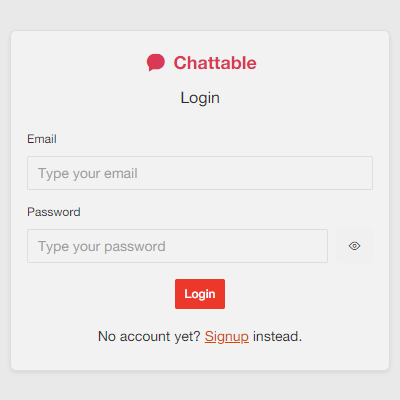 Chattable
Login
Email
Type your email
Password
Type your password
Login
No account yet? Signup instead.